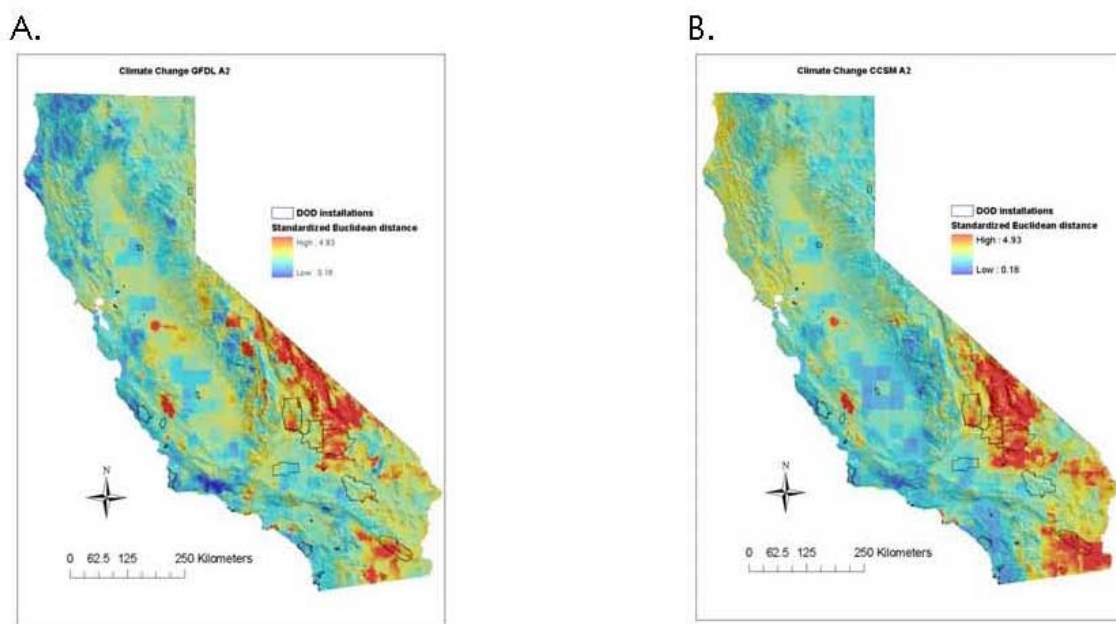 A.
Climate Change GFDL A2
DOD installations
Standardized Euclidean distance
High : 4.93
Low : 0.18
N
0 62.5 125 250 Kilometers
B.
Climate Change CCSM A2
DOD installations
Standardized Euclidean distance
High : 4.93
Low : 0.18
N
0 62.5 125 250 Kilometers